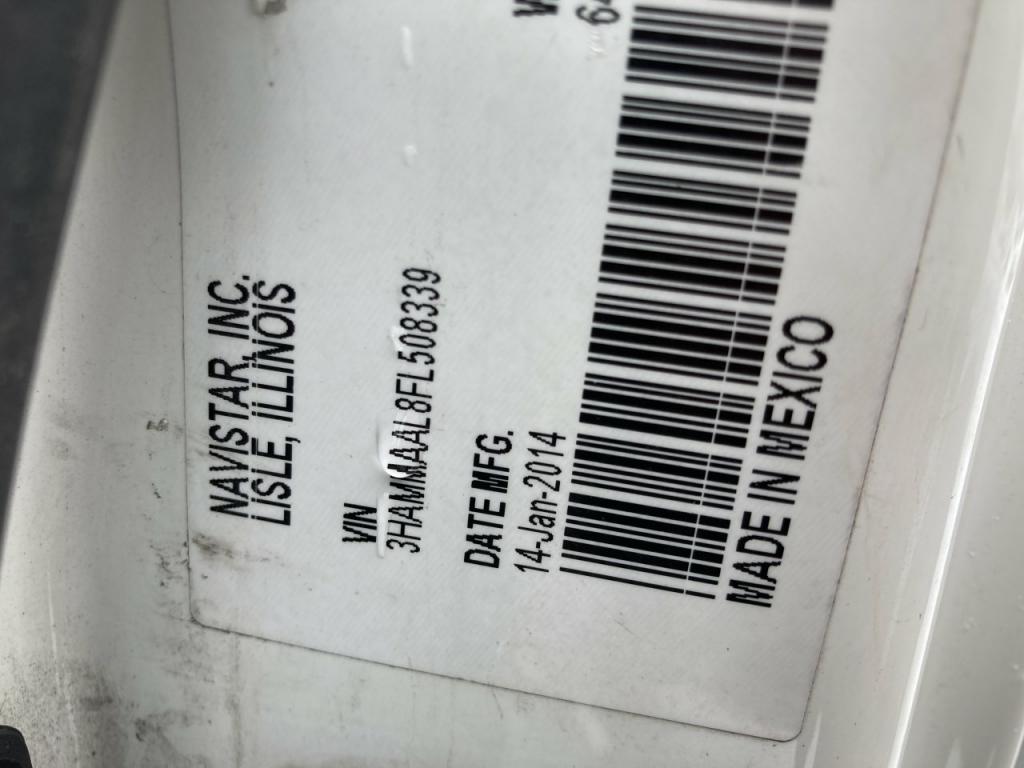 NAVISTAR, INC.
LISLE, ILLINOIS
VIN
3HAMMAAL8FL508339
DATE MFG.
14-Jan-2014
MADE IN MEXICO